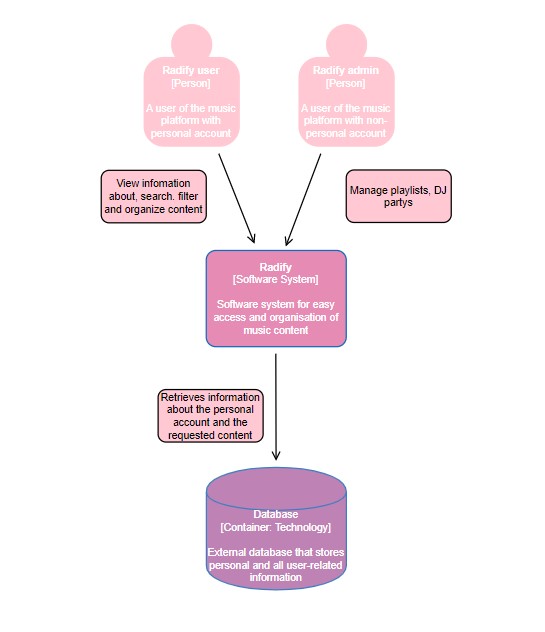 Radify user
[Person]
A user of the music
platform with
personal account
Radify admin
[Person]
A user of the music
platform with non-
personal account
View infomation
about, search. filter
and organize content
Manage playlists, DJ
partys
Radify
[Software System]
Software system for easy
access and organisation of
music content
Retrieves information
about the personal
account and the
requested content
Database
[Container: Technology]
External database that stores
personal and all user-related
information